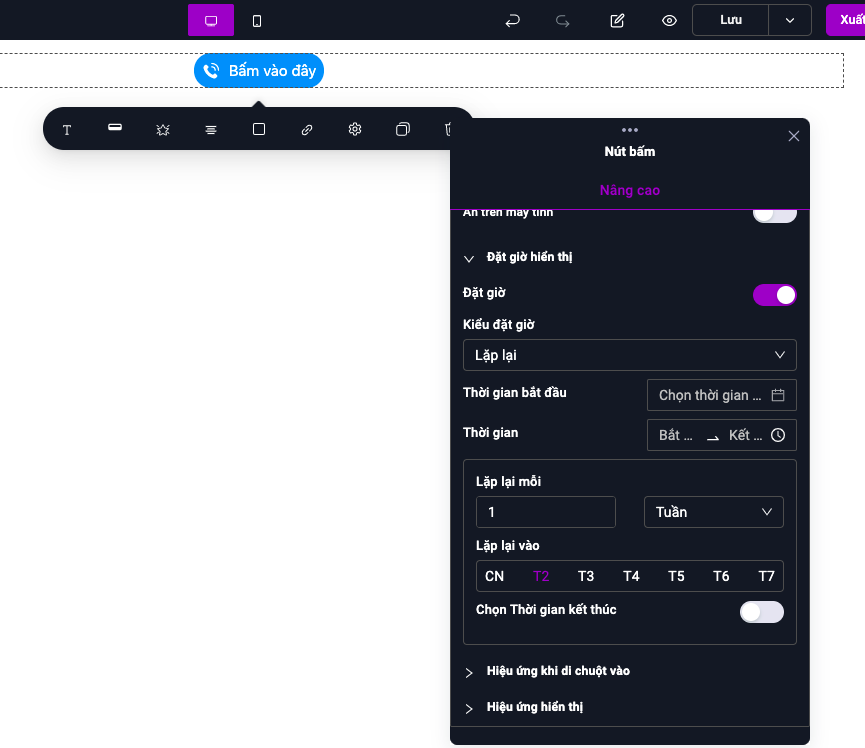 Lưu
Xuất
Bấm vào đây
T
Nút bấm
Nâng cao
Ẩn trên máy tính
Đặt giờ hiển thị
Đặt giờ
Kiểu đặt giờ
Lặp lại
Thời gian bắt đầu
Chọn thời gian ...
Thời gian
Bắt ... → Kết ...
Lặp lại mỗi
1
Tuần
Lặp lại vào
CN T2 T3 T4 T5 T6 T7
Chọn Thời gian kết thúc
Hiệu ứng khi di chuột vào
Hiệu ứng hiển thị